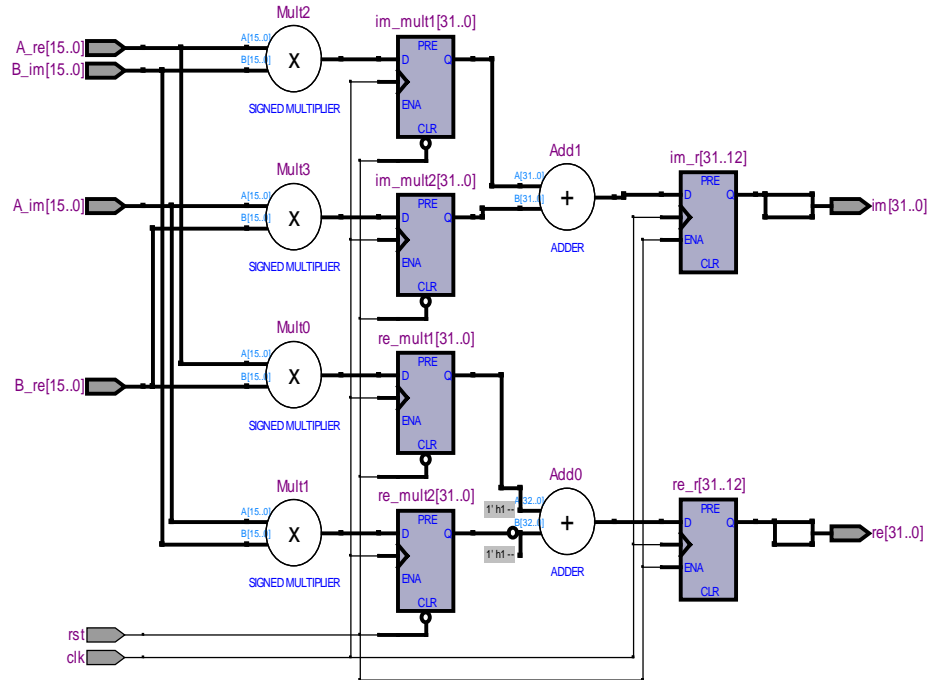 Mult2
im_mult1[31..0]
A_re[15..0]
B_im[15..0]
A[15..0]
B[15..0]
X
SIGNED MULTIPLIER
PRE
D
Q
ENA
CLR
Mult3
im_mult2[31..0]
A_im[15..0]
A[15..0]
B[15..0]
X
SIGNED MULTIPLIER
PRE
D
Q
ENA
CLR
Add1
A[31..0]
B[31..0]
+
ADDER
im_r[31..12]
PRE
D
Q
ENA
CLR
im[31..0]
Mult0
re_mult1[31..0]
B_re[15..0]
A[15..0]
B[15..0]
X
SIGNED MULTIPLIER
PRE
D
Q
ENA
CLR
Mult1
re_mult2[31..0]
A[15..0]
B[15..0]
X
SIGNED MULTIPLIER
PRE
D
Q
ENA
CLR
Add0
1' h1 --
A[32..0]
B[32..0]
1' h1 --
+
ADDER
re_r[31..12]
PRE
D
Q
ENA
CLR
re[31..0]
rst
clk